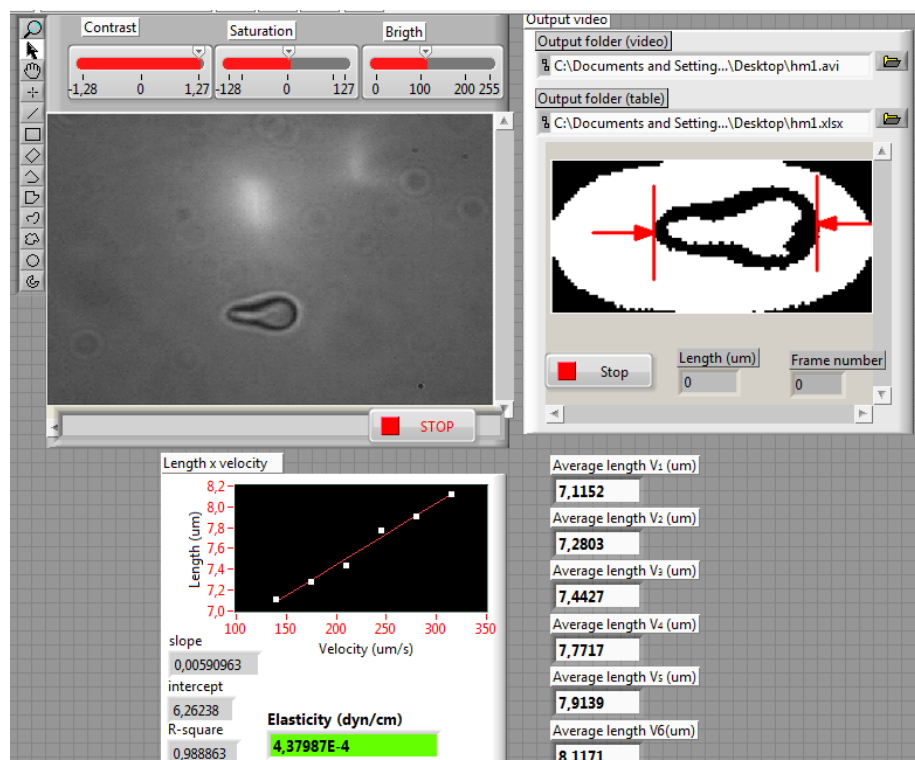 Contrast
Saturation
Brigth
-1,28 0 1,27
-128 0 127
0 100 200 255
Output video
Output folder (video)
C:\Documents and Setting...\Desktop\hm1.avi
Output folder (table)
C:\Documents and Setting...\Desktop\hm1.xlsx
Stop
Length (um)
0
Frame number
0
STOP
Length x velocity
8,2
8,0
7,8
7,6
7,4
7,2
7,0
Length (um)
100 150 200 250 300 350
Velocity (um/s)
slope
0,00590963
intercept
6,26238
R-square
0,988863
Elasticity (dyn/cm)
4,37987E-4
Average length V₁ (um)
7,1152
Average length V₂ (um)
7,2803
Average length V₃ (um)
7,4427
Average length V₄ (um)
7,7717
Average length V₅ (um)
7,9139
Average length V6(um)
8,1171